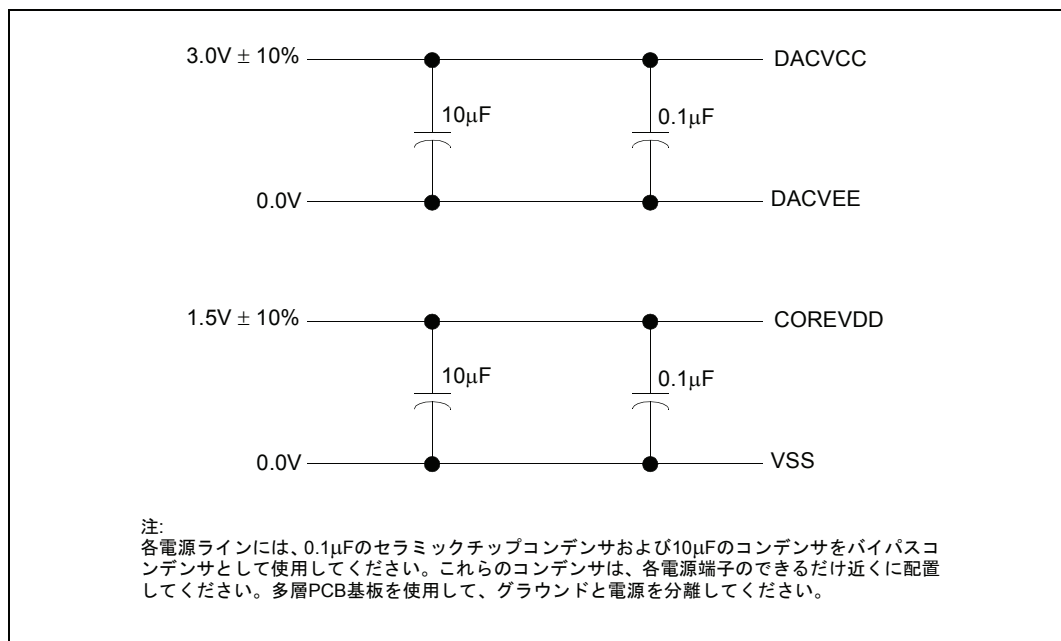 3.0V ± 10%
DACVCC
10μF
0.1μF
0.0V
DACVEE
1.5V ± 10%
COREVDD
10μF
0.1μF
0.0V
VSS
注:
各電源ラインには、0.1μFのセラミックチップコンデンサおよび10μFのコンデンサをバイパスコ
ンデンサとして使用してください。これらのコンデンサは、各電源端子のできるだけ近くに配置
してください。多層PCB基板を使用して、グラウンドと電源を分離してください。